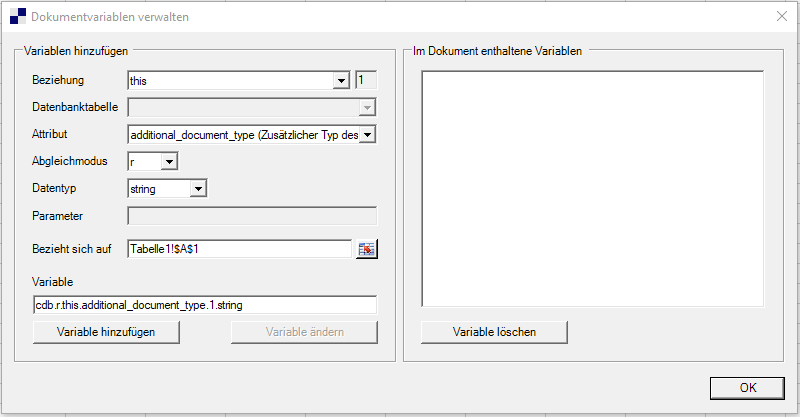 Dokumentvariablen verwalten
Variablen hinzufügen
Beziehung this 1
Datenbanktabelle
Attribut additional_document_type (Zusätzlicher Typ des
Abgleichmodus r
Datentyp string
Parameter
Bezieht sich auf Tabelle1!$A$1
Variable
cdb.r.this.additional_document_type.1.string
Variable hinzufügen Variable ändern
Im Dokument enthaltene Variablen
Variable löschen
OK